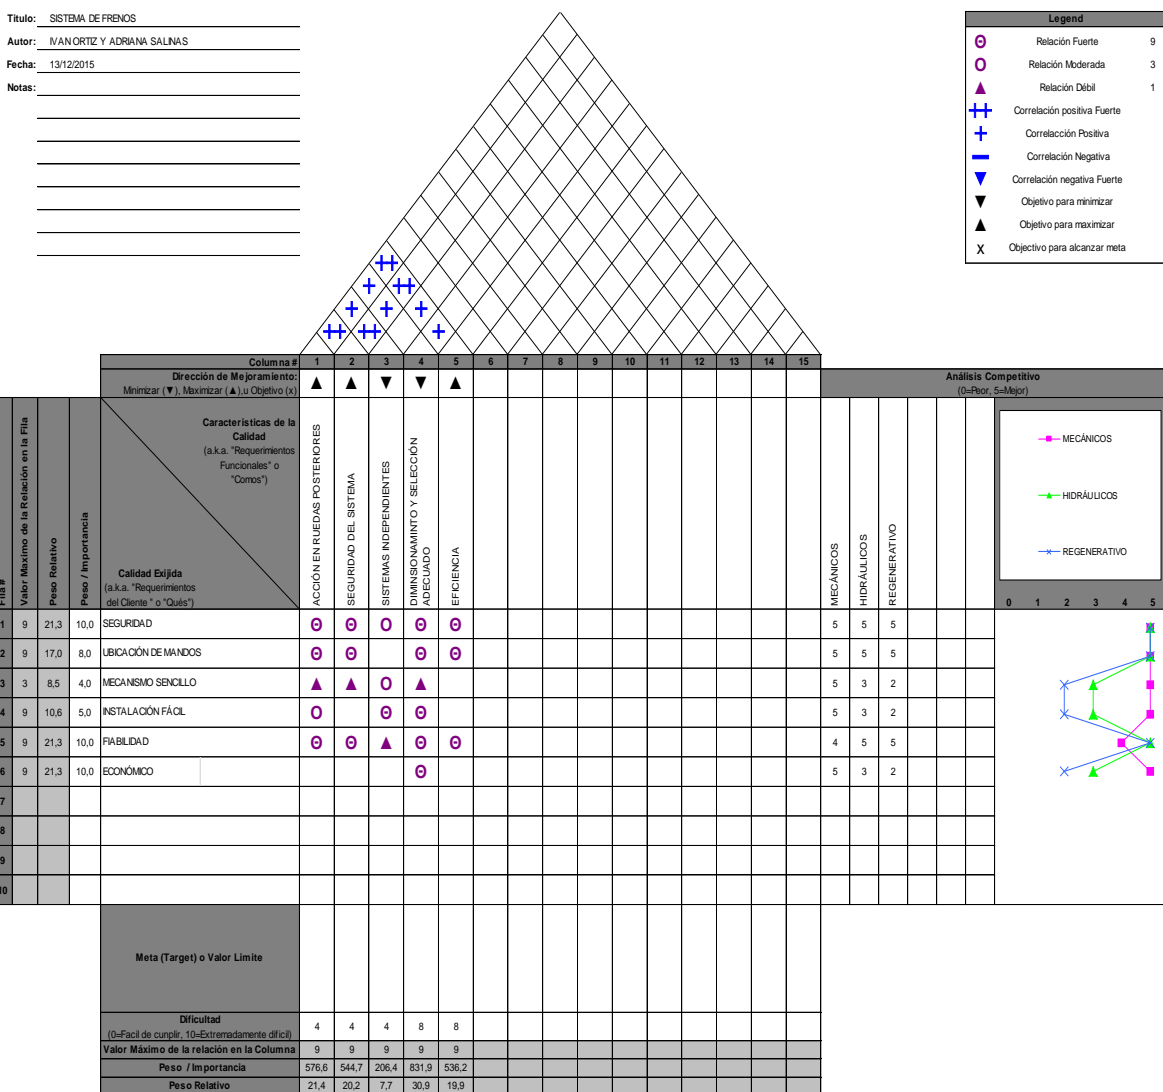 Título: SISTEMA DE FRENOS
Autor: IVAN ORTIZ Y ADRIANA SALINAS
Fecha: 13/12/2015
Notas:
Legend
Relación Fuerte 9
Relación Moderada 3
Relación Débil 1
Correlación positiva Fuerte
Correlacción Positiva
Correlación Negativa
Correlación negativa Fuerte
Objetivo para minimizar
Objetivo para maximizar
X Objectivo para alcanzar meta
Columna # 1 2 3 4 5 6 7 8 9 10 11 12 13 14 15
Dirección de Mejoramiento:
Minimizar (▼), Maximizar (▲),u Objetivo (x)
▲ ▲ ▼ ▼ ▲
Análisis Competitivo
(0=Peor, 5=Mejor)
Fila #
Valor Maximo de la Relación en la Fila
Peso Relativo
Peso / Importancia
Características de la
Calidad
(a.k.a. "Requerimientos
Funcionales" o
"Comos")
Calidad Exijida
(a.k.a. "Requerimientos
del Cliente " o "Qués")
ACCIÓN EN RUEDAS POSTERIORES
SEGURIDAD DEL SISTEMA
SISTEMAS INDEPENDIENTES
DIMINSIONAMINTO Y SELECCIÓN
ADECUADO
EFICIENCIA
MECÁNICOS
HIDRÁULICOS
REGENERATIVO
MECÁNICOS
HIDRÁULICOS
REGENERATIVO
0 1 2 3 4 5
1 9 21,3 10,0 SEGURIDAD Θ Θ O Θ Θ 5 5 5
2 9 17,0 8,0 UBICACIÓN DE MANDOS Θ Θ Θ Θ 5 5 5
3 3 8,5 4,0 MECANISMO SENCILLO ▲ ▲ O ▲ 5 3 2
4 9 10,6 5,0 INSTALACIÓN FÁCIL O Θ Θ 5 3 2
5 9 21,3 10,0 FIABILIDAD Θ Θ ▲ Θ Θ 4 5 5
6 9 21,3 10,0 ECONÓMICO Θ 5 3 2
7
8
9
10
Meta (Target) o Valor Limite
Dificultad
(0=Facil de cunplir, 10=Extremadamente dificil)
4 4 4 8 8
Valor Máximo de la relación en la Columna 9 9 9 9 9
Peso / Importancia 576,6 544,7 206,4 831,9 536,2
Peso Relativo 21,4 20,2 7,7 30,9 19,9